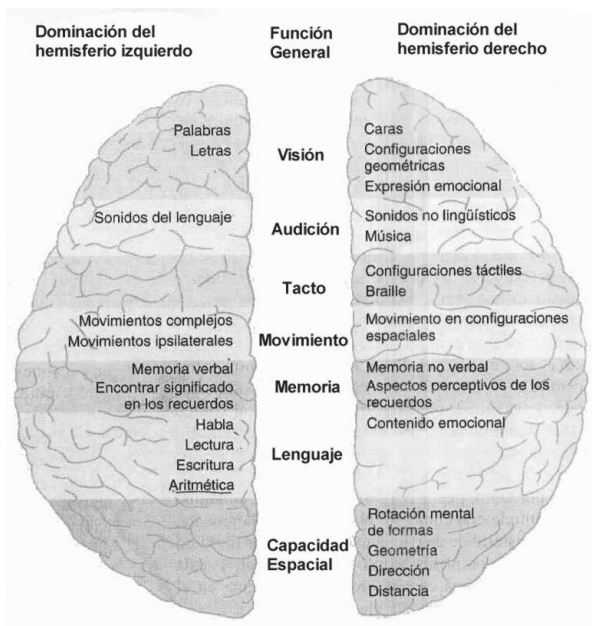 Dominación del
hemisferio izquierdo
Función
General
Dominación del
hemisferio derecho
Palabras
Letras
Visión
Caras
Configuraciones
geométricas
Expresión emocional
Sonidos del lenguaje
Audición
Sonidos no lingüísticos
Música
Tacto
Configuraciones táctiles
Braille
Movimientos complejos
Movimientos ipsilaterales
Movimiento
Movimiento en configuraciones
espaciales
Memoria verbal
Encontrar significado
en los recuerdos
Memoria
Memoria no verbal
Aspectos perceptivos de los
recuerdos
Habla
Lectura
Escritura
Aritmética
Lenguaje
Contenido emocional
Capacidad
Espacial
Rotación mental
de formas
Geometría
Dirección
Distancia